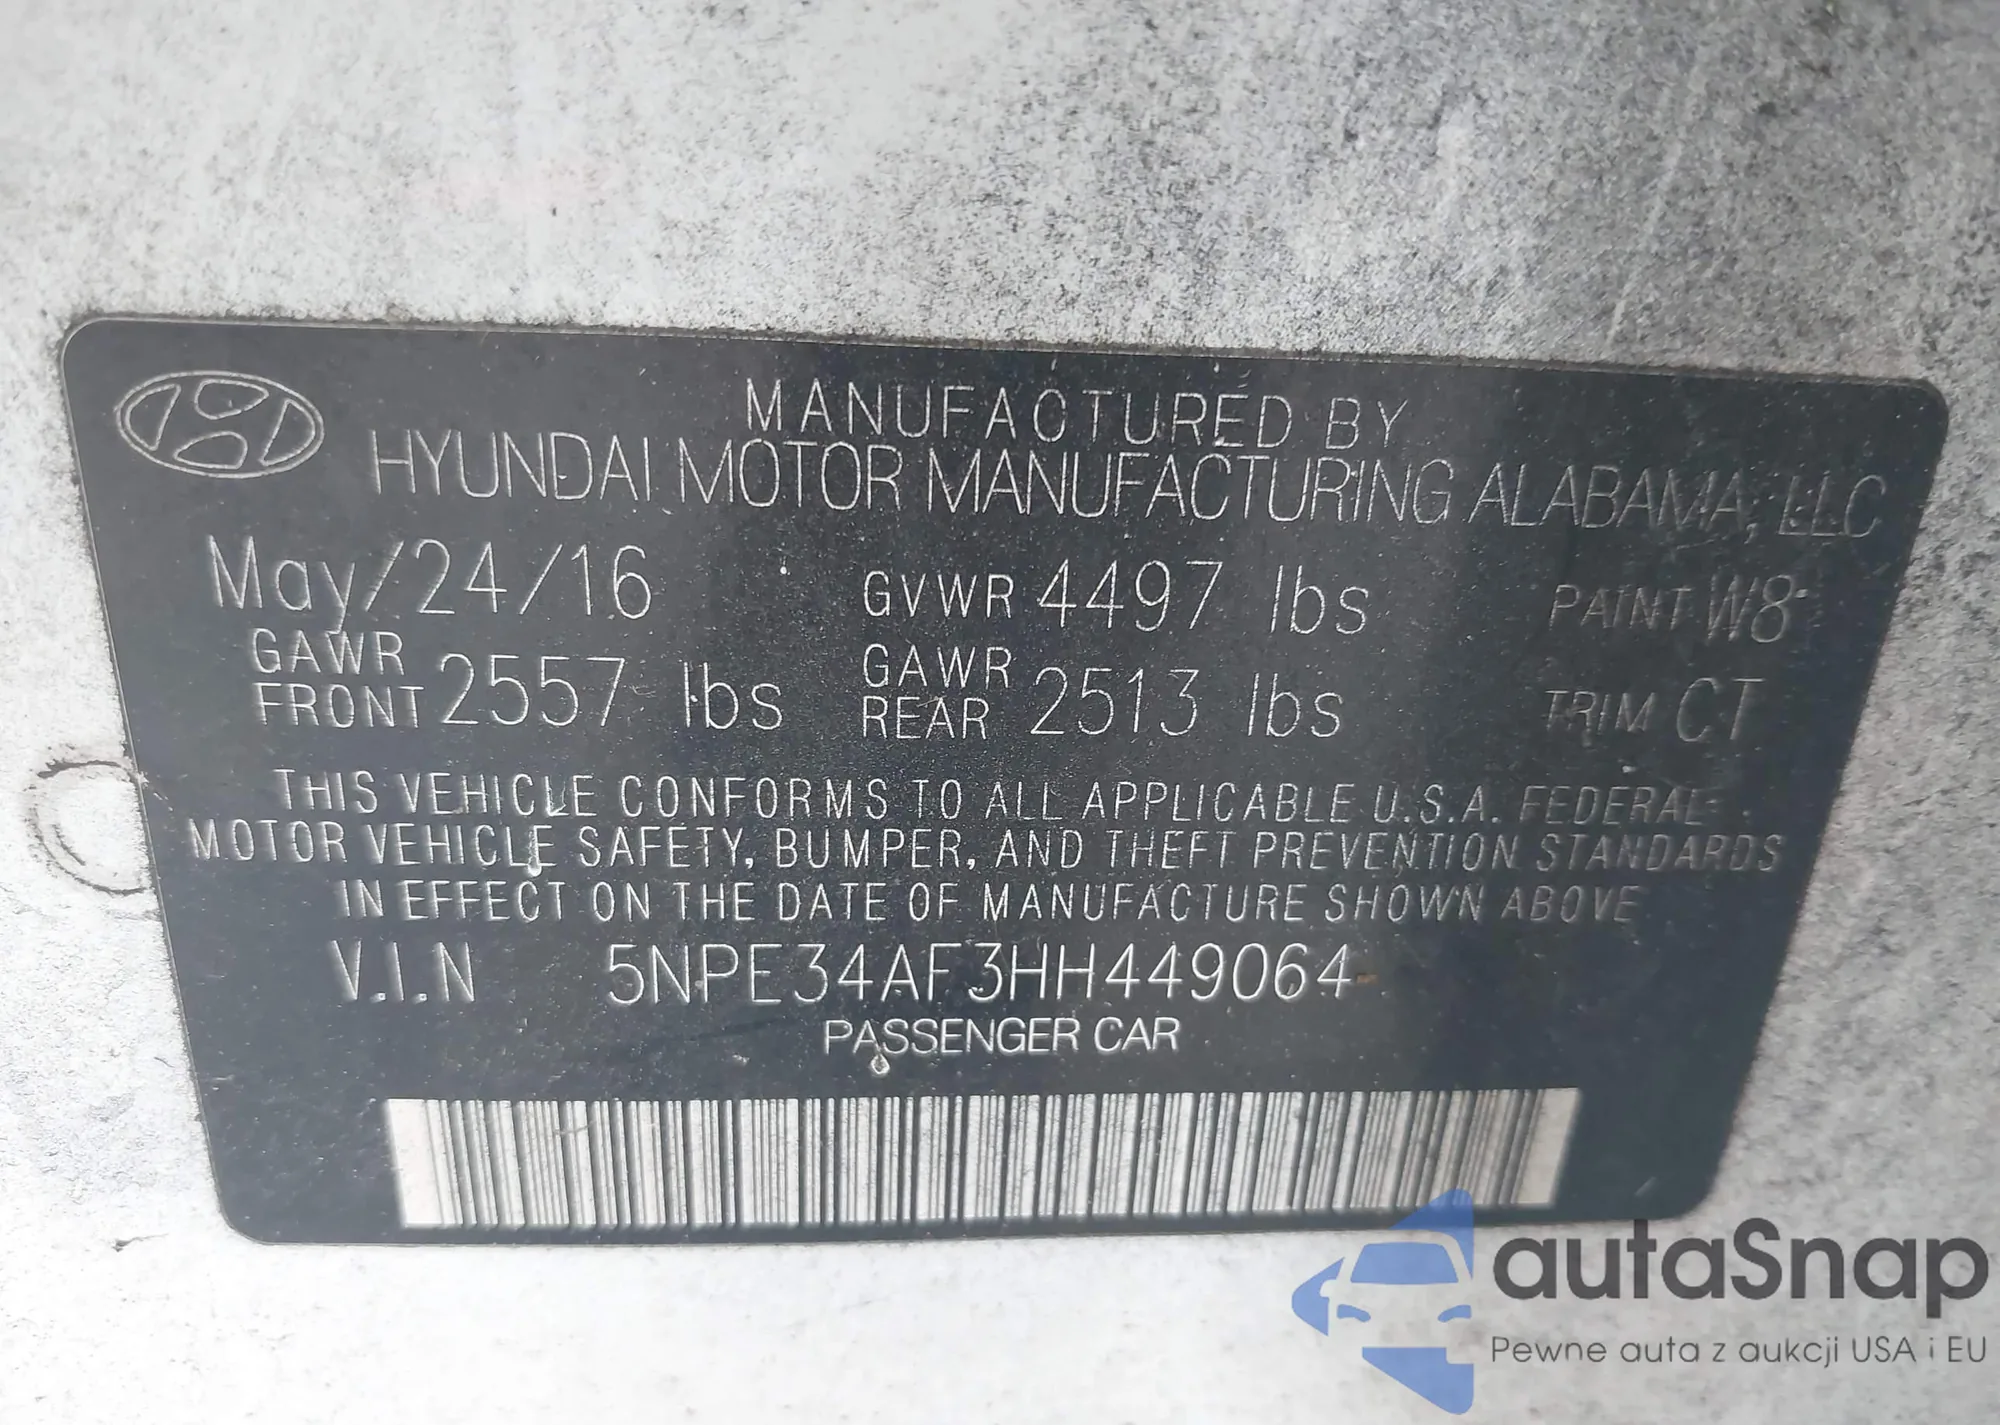 MANUFACTURED BY
HYUNDAI MOTOR MANUFACTURING ALABAMA, LLC
May/24/16 GVWR 4497 lbs PAINT W8
GAWR FRONT 2557 lbs GAWR REAR 2513 lbs TRIM CT
THIS VEHICLE CONFORMS TO ALL APPLICABLE U.S.A. FEDERAL
MOTOR VEHICLE SAFETY, BUMPER, AND THEFT PREVENTION STANDARDS
IN EFFECT ON THE DATE OF MANUFACTURE SHOWN ABOVE
V.I.N 5NPE34AF3HH449064
PASSENGER CAR
autaSnap
Pewne auta z aukcji USA i EU